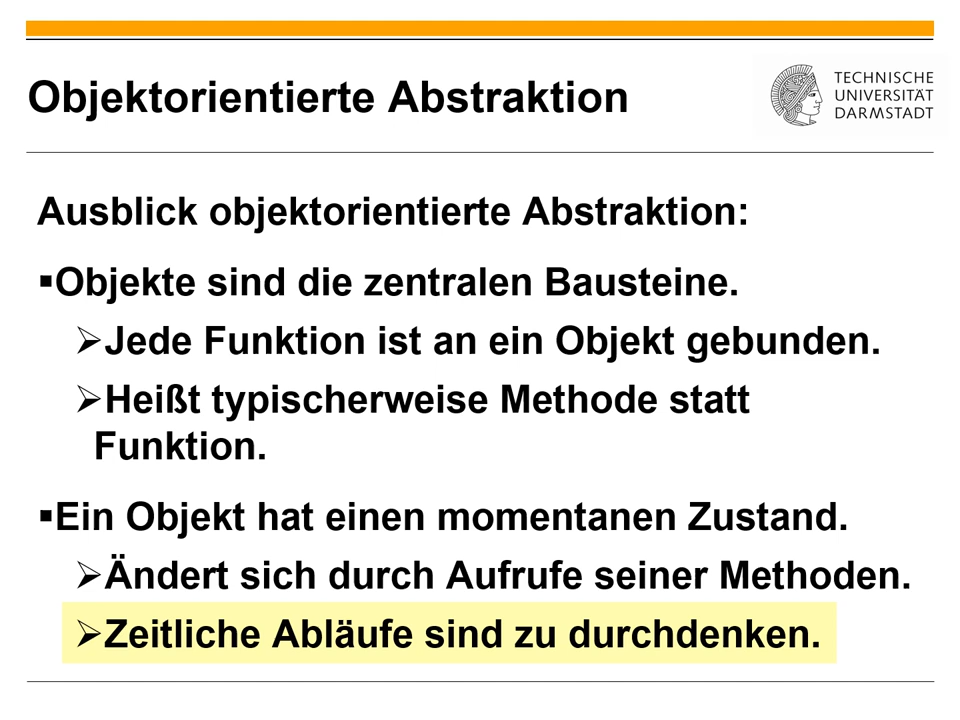 Objektorientierte Abstraktion
TECHNISCHE
UNIVERSITÄT
DARMSTADT
Ausblick objektorientierte Abstraktion:
▪Objekte sind die zentralen Bausteine.
➢Jede Funktion ist an ein Objekt gebunden.
➢Heißt typischerweise Methode statt
Funktion.
▪Ein Objekt hat einen momentanen Zustand.
➢Ändert sich durch Aufrufe seiner Methoden.
➢Zeitliche Abläufe sind zu durchdenken.